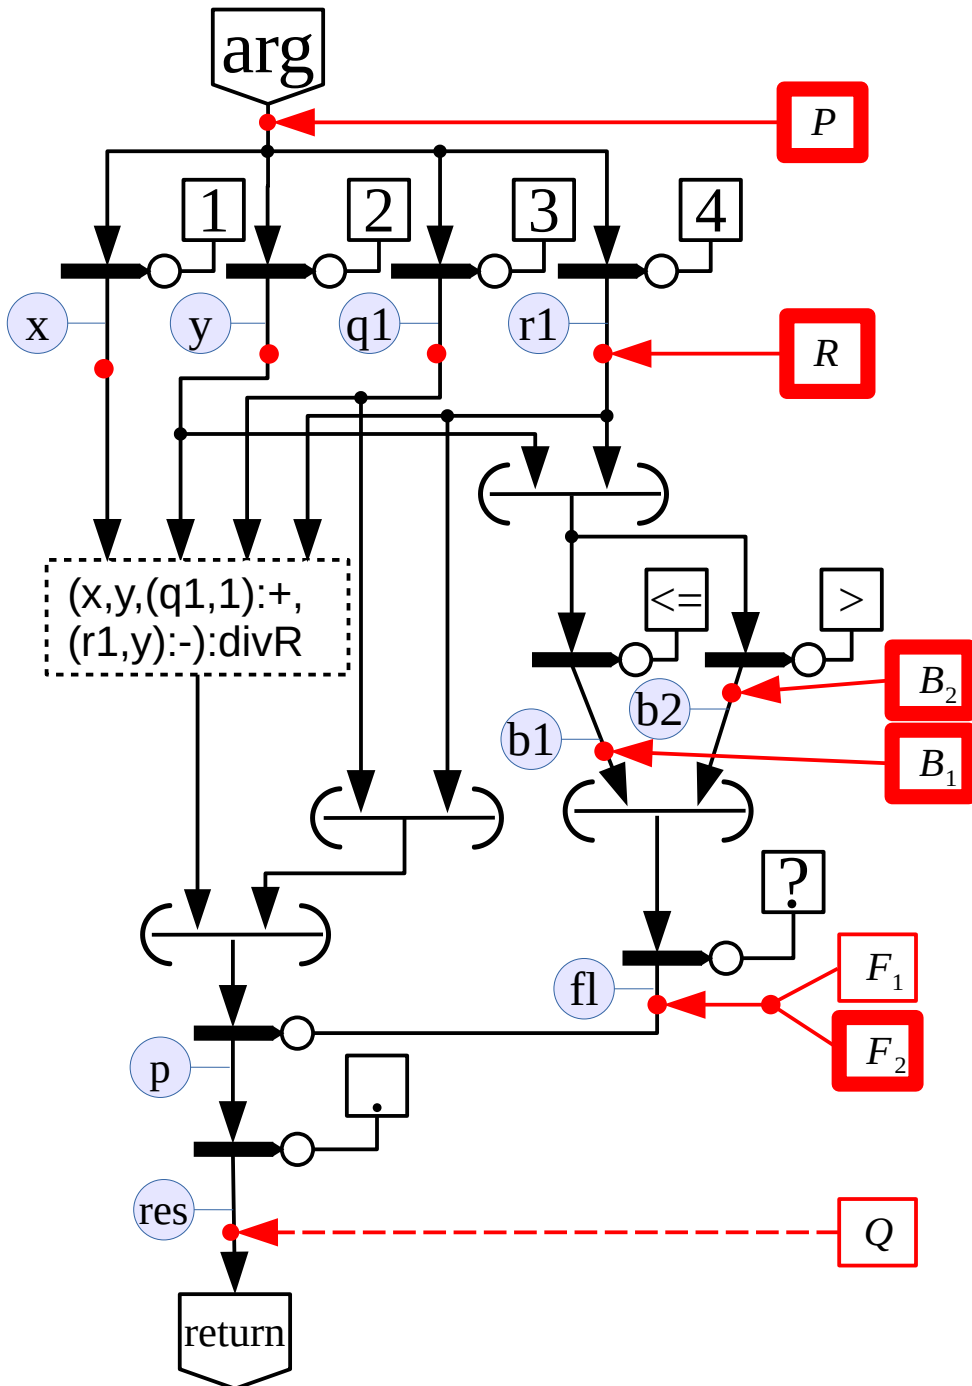 arg
P
1
2
3
4
x
y
q1
r1
R
(x,y,(q1,1):+,
(r1,y):-):divR
<=
>
b1
b2
B2
B1
?
fl
F1
F2
p
.
res
Q
return